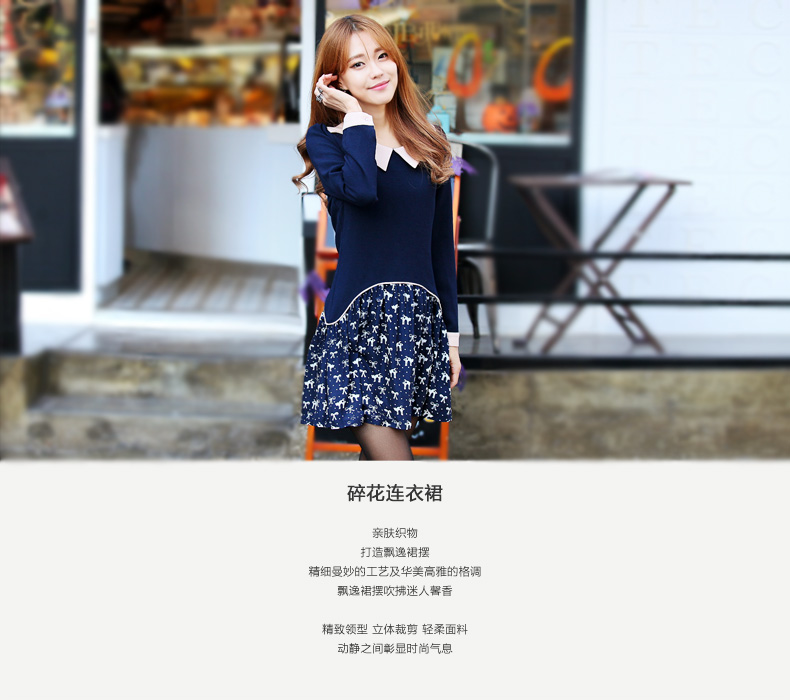 碎花连衣裙
亲肤织物
打造飘逸裙摆
精细曼妙的工艺及华美高雅的格调
飘逸裙摆吹拂迷人馨香
精致领型 立体裁剪 轻柔面料
动静之间彰显时尚气息